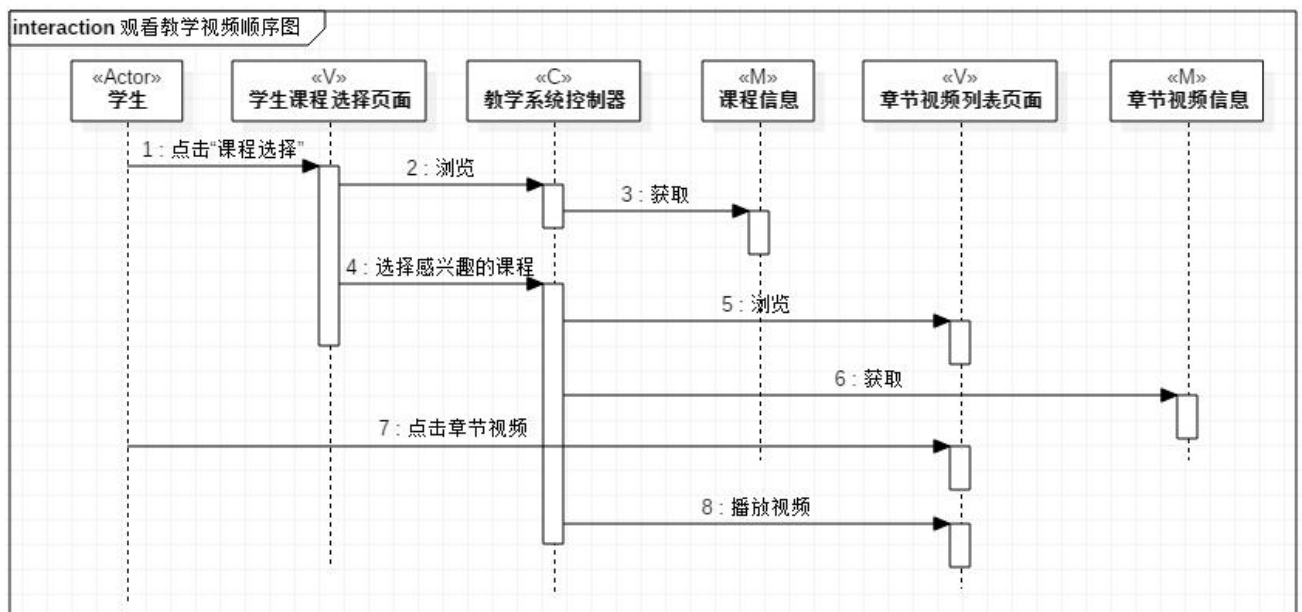 interaction 观看教学视频顺序图
«Actor»
学生
«V»
学生课程选择页面
«C»
教学系统控制器
«M»
课程信息
«V»
章节视频列表页面
«M»
章节视频信息
1 : 点击“课程选择”
2 : 浏览
3 : 获取
4 : 选择感兴趣的课程
5 : 浏览
6 : 获取
7 : 点击章节视频
8 : 播放视频